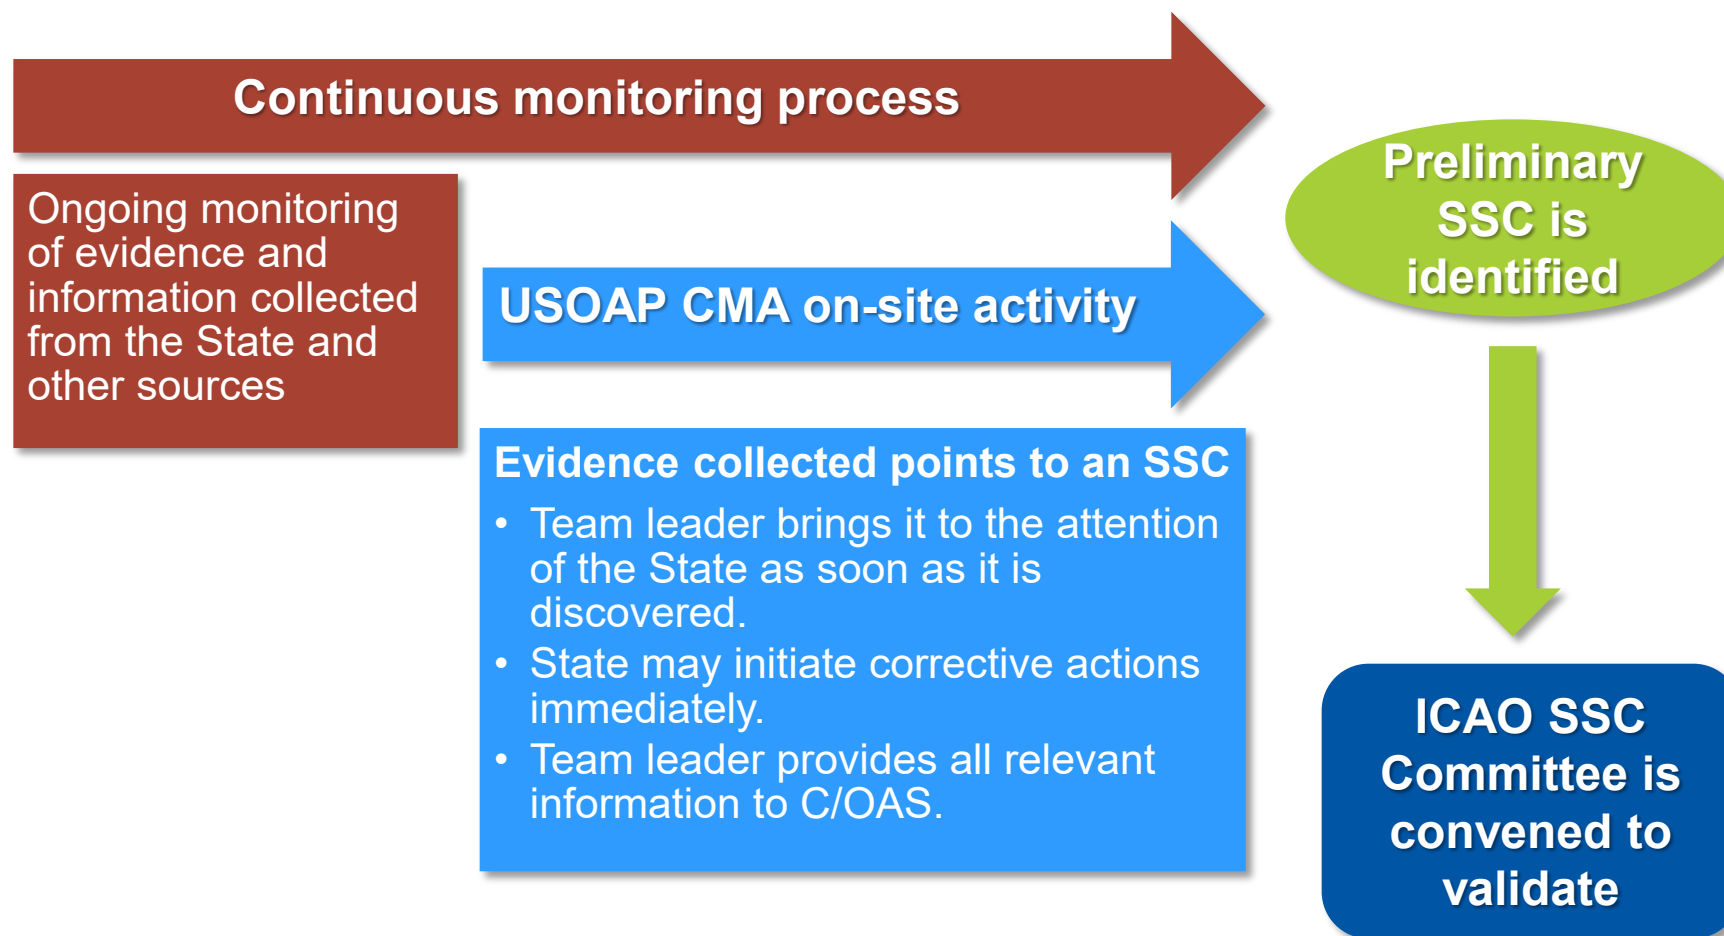 Continuous monitoring process
Ongoing monitoring
of evidence and
information collected
from the State and
other sources
USOAP CMA on-site activity
Evidence collected points to an SSC
• Team leader brings it to the attention
of the State as soon as it is
discovered.
• State may initiate corrective actions
immediately.
• Team leader provides all relevant
information to C/OAS.
Preliminary
SSC is
identified
ICAO SSC
Committee is
convened to
validate